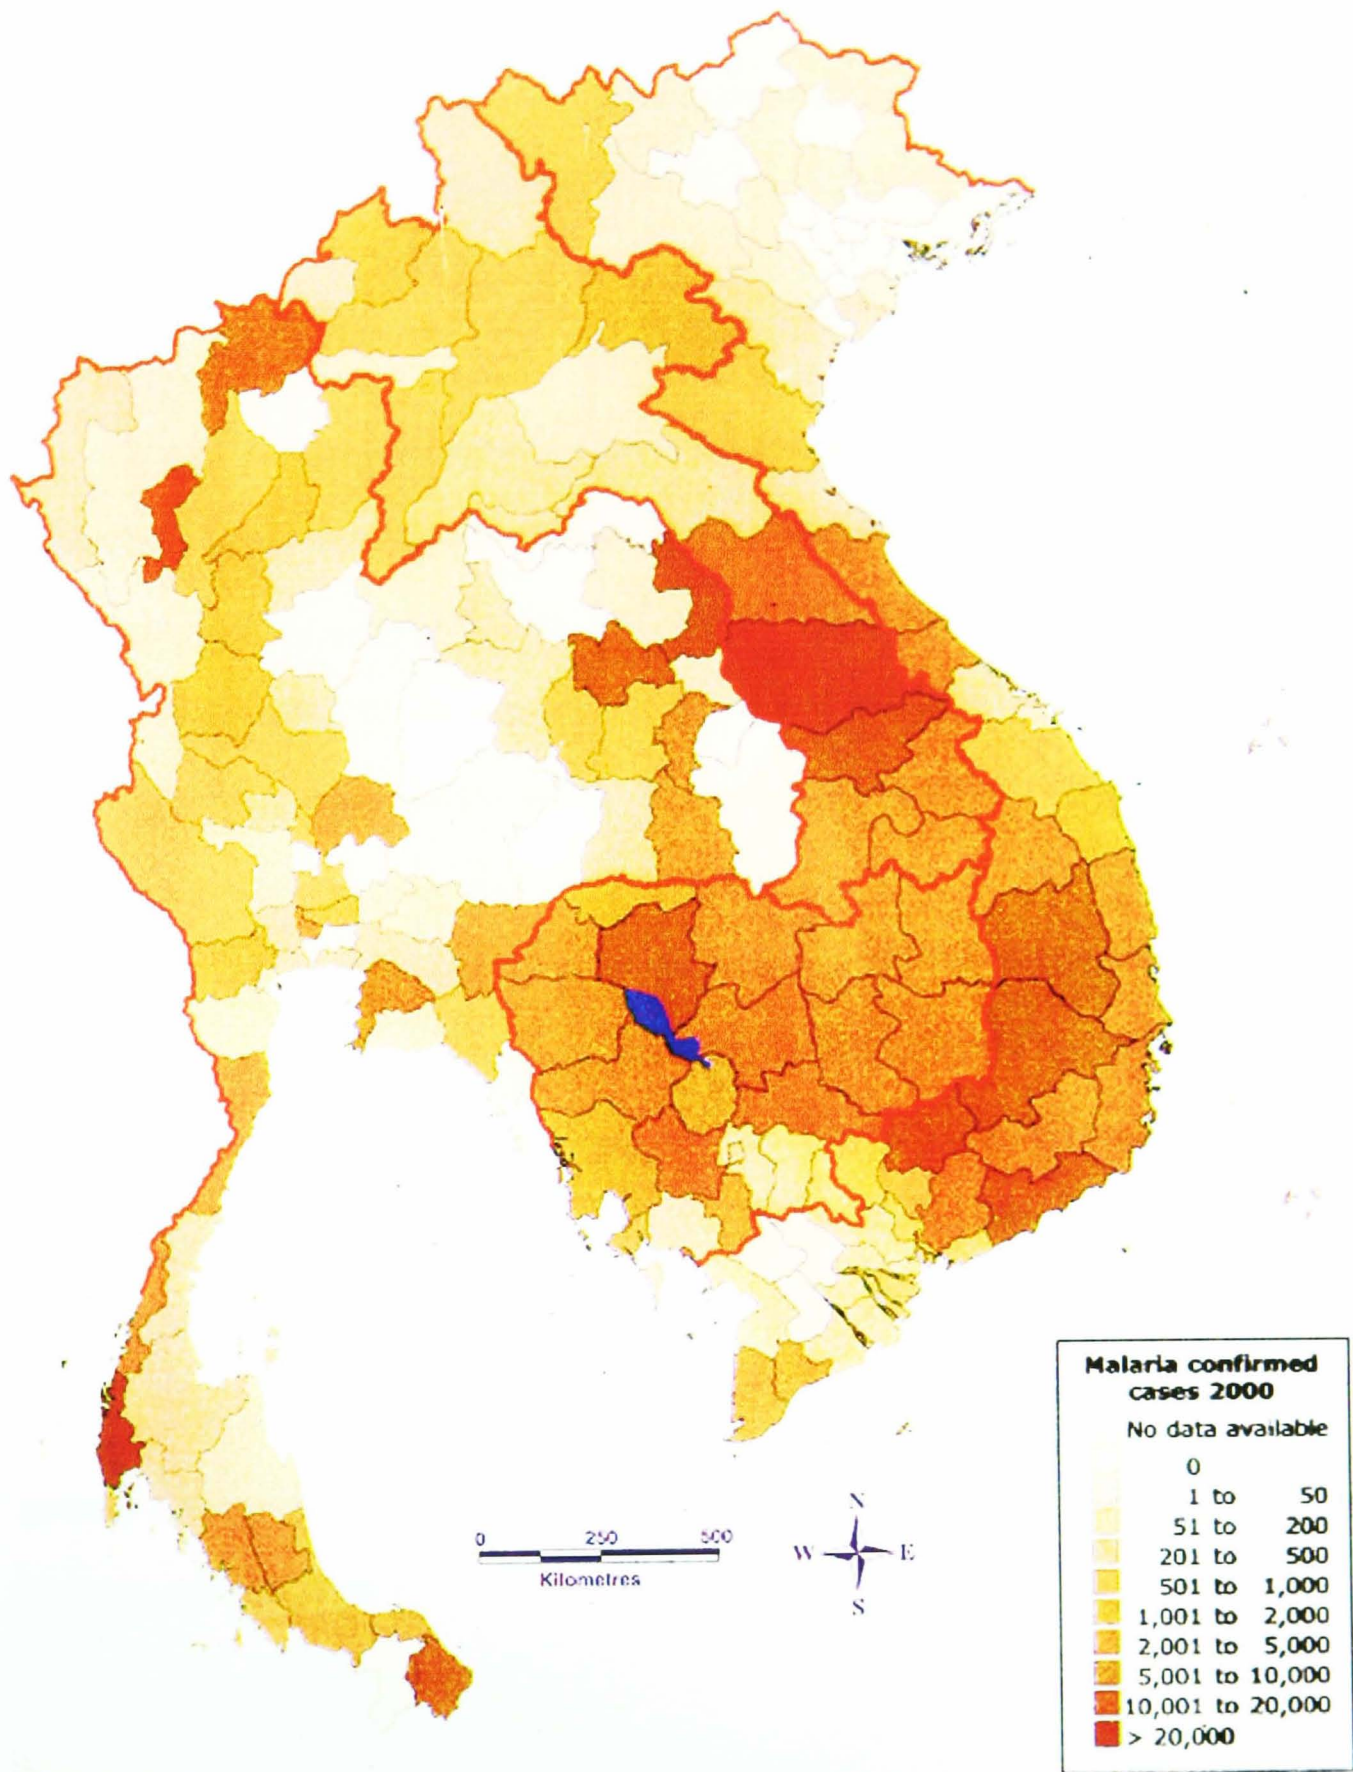 Malaria confirmed
cases 2000
No data available
0
1 to 50
51 to 200
201 to 500
501 to 1,000
1,001 to 2,000
2,001 to 5,000
5,001 to 10,000
10,001 to 20,000
> 20,000
0 250 500
Kilometres
N
W E
S